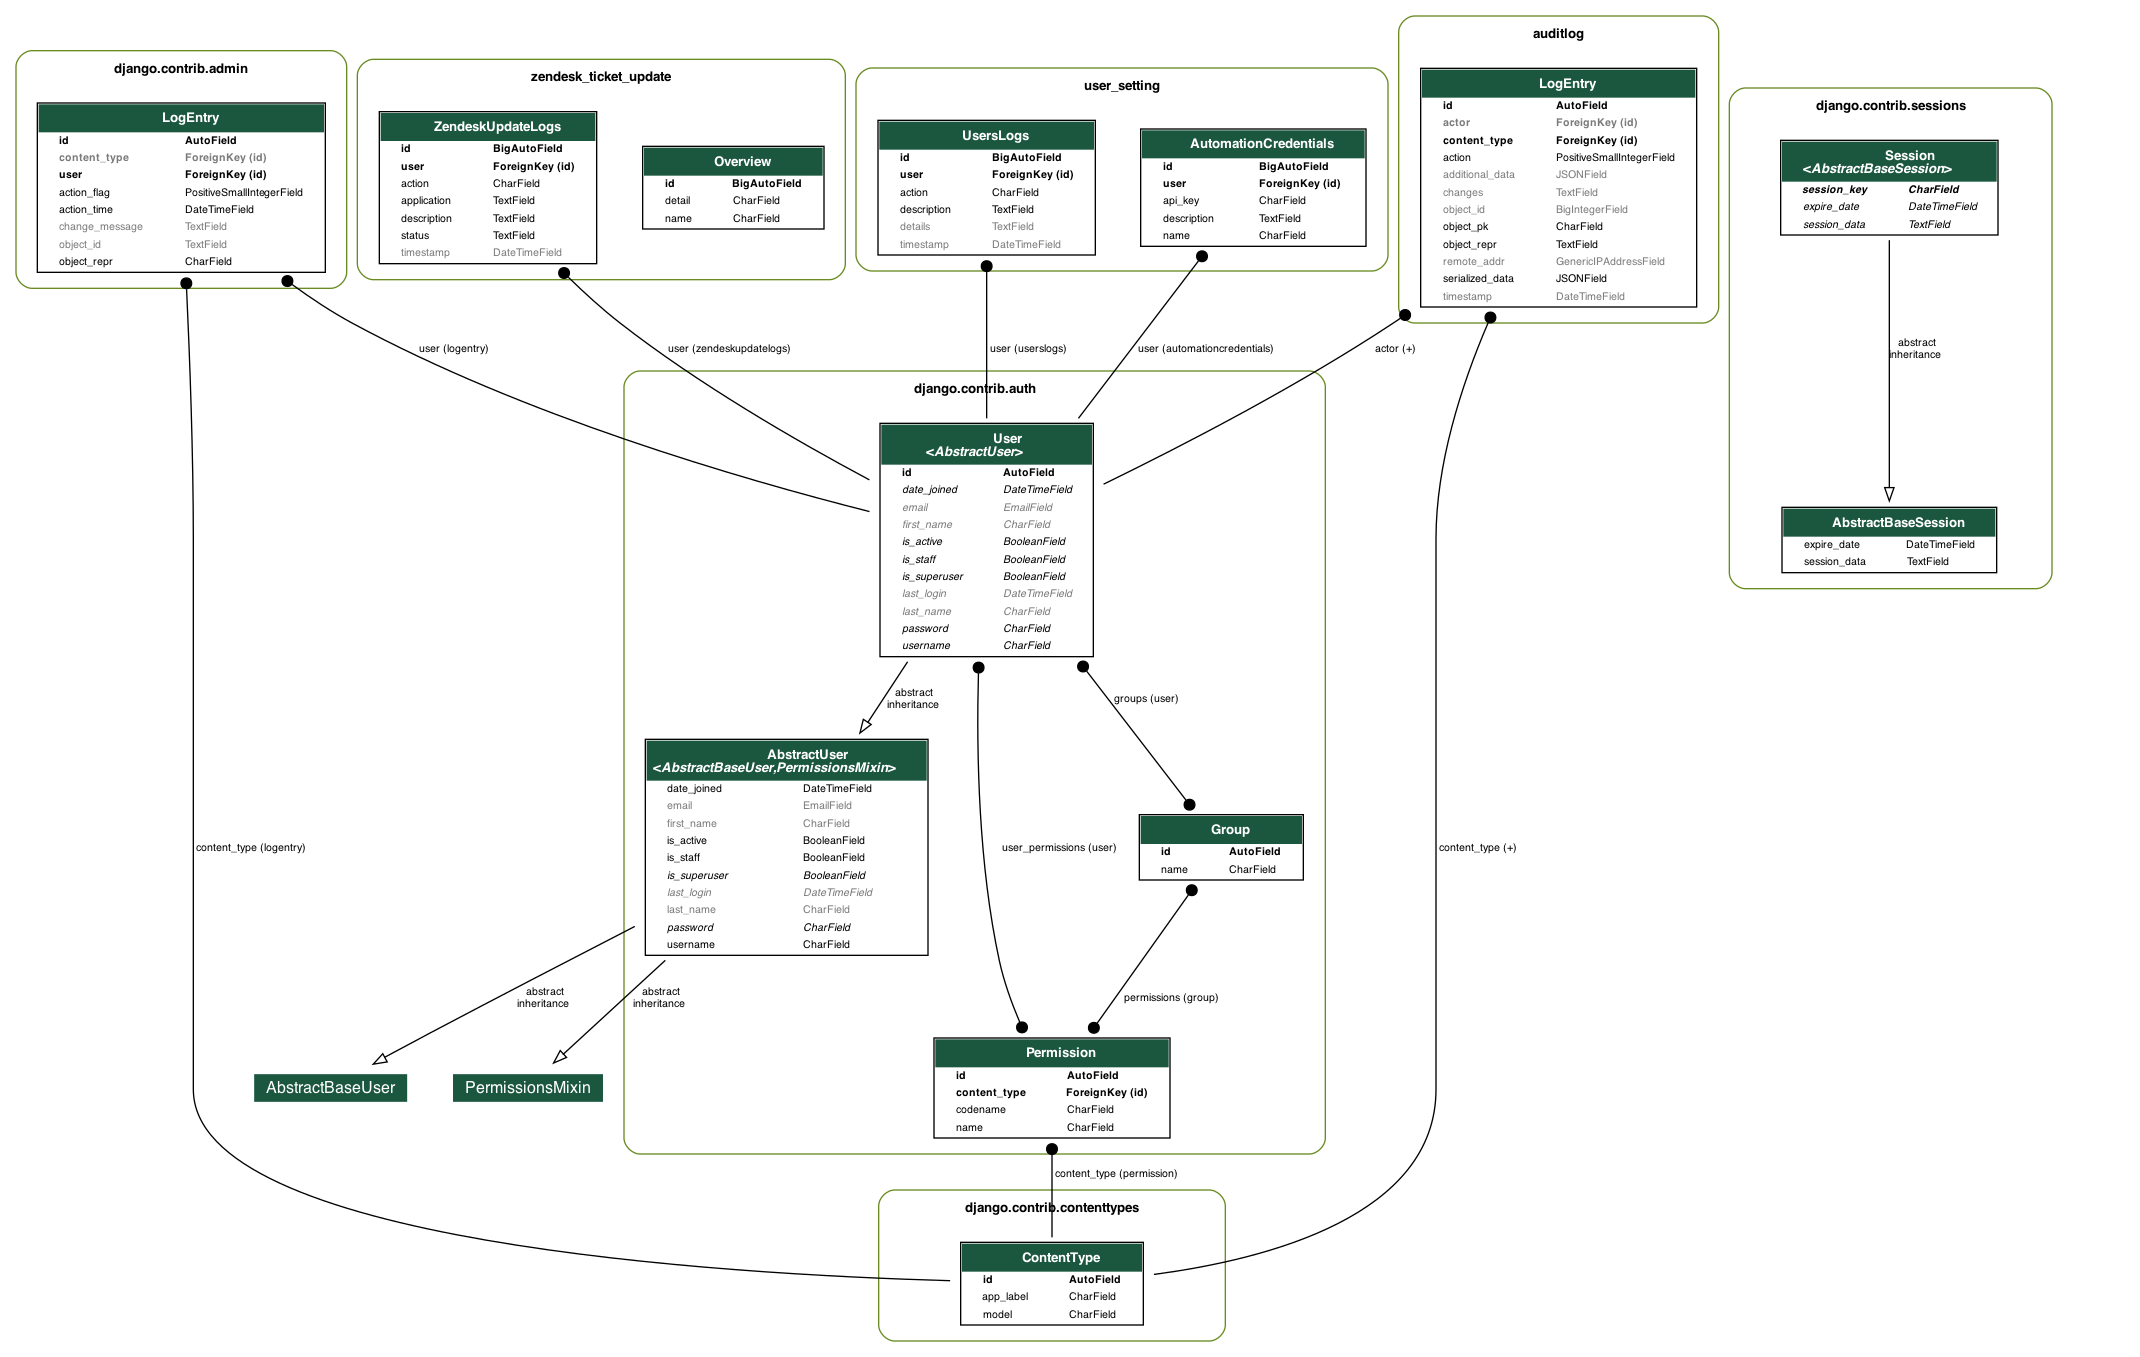 django.contrib.admin
LogEntry
id AutoField
content_type ForeignKey (id)
user ForeignKey (id)
action_flag PositiveSmallIntegerField
action_time DateTimeField
change_message TextField
object_id TextField
object_repr CharField
zendesk_ticket_update
ZendeskUpdateLogs
id BigAutoField
user ForeignKey (id)
action CharField
application TextField
description TextField
status TextField
timestamp DateTimeField
Overview
id BigAutoField
detail CharField
name CharField
user_setting
UsersLogs
id BigAutoField
user ForeignKey (id)
action CharField
description TextField
details TextField
timestamp DateTimeField
AutomationCredentials
id BigAutoField
user ForeignKey (id)
api_key CharField
description TextField
name CharField
auditlog
LogEntry
id AutoField
actor ForeignKey (id)
content_type ForeignKey (id)
action PositiveSmallIntegerField
additional_data JSONField
changes TextField
object_id BigIntegerField
object_pk CharField
object_repr TextField
remote_addr GenericIPAddressField
serialized_data JSONField
timestamp DateTimeField
django.contrib.sessions
Session
<AbstractBaseSession>
session_key CharField
expire_date DateTimeField
session_data TextField
abstract
inheritance
AbstractBaseSession
expire_date DateTimeField
session_data TextField
user (logentry)
user (zendeskupdatelogs)
user (userslogs)
user (automationcredentials)
actor (+)
django.contrib.auth
User
<AbstractUser>
id AutoField
date_joined DateTimeField
email EmailField
first_name CharField
is_active BooleanField
is_staff BooleanField
is_superuser BooleanField
last_login DateTimeField
last_name CharField
password CharField
username CharField
abstract
inheritance
groups (user)
AbstractUser
<AbstractBaseUser,PermissionsMixin>
date_joined DateTimeField
email EmailField
first_name CharField
is_active BooleanField
is_staff BooleanField
is_superuser BooleanField
last_login DateTimeField
last_name CharField
password CharField
username CharField
content_type (logentry)
user_permissions (user)
Group
id AutoField
name CharField
content_type (+)
abstract
inheritance
abstract
inheritance
permissions (group)
AbstractBaseUser
PermissionsMixin
Permission
id AutoField
content_type ForeignKey (id)
codename CharField
name CharField
content_type (permission)
django.contrib.contenttypes
ContentType
id AutoField
app_label CharField
model CharField